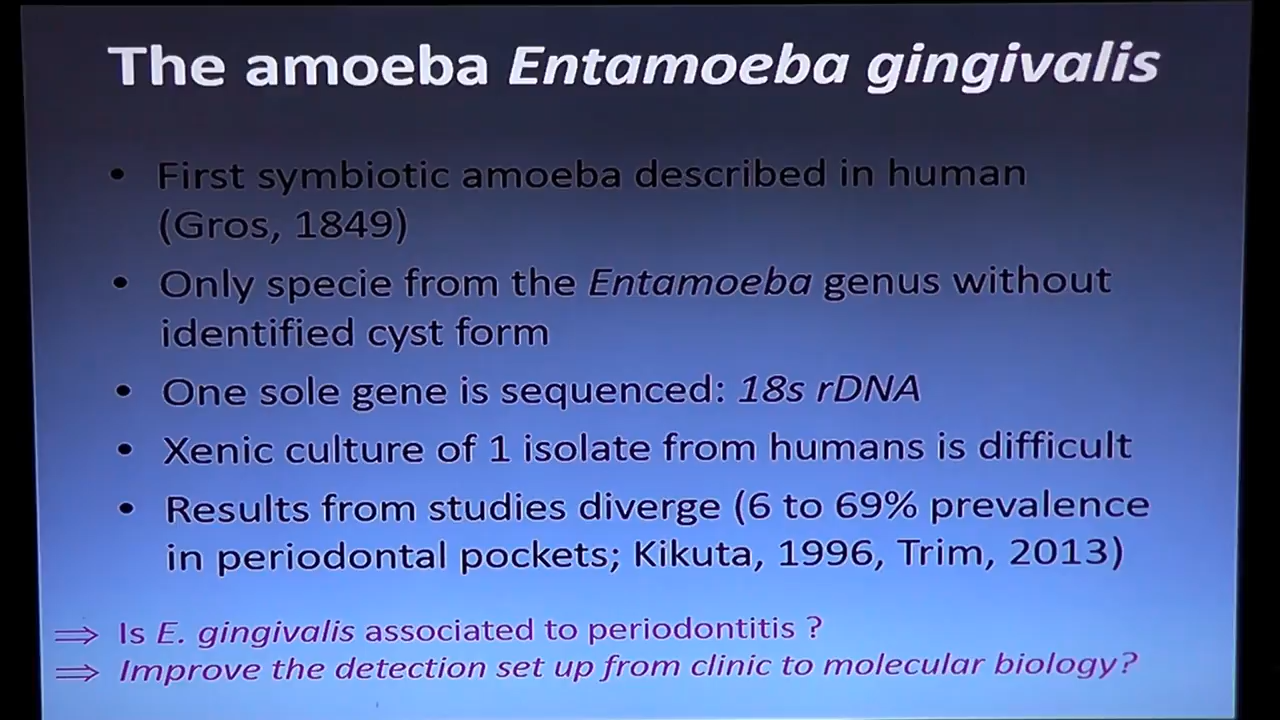 The amoeba Entamoeba gingivalis
• First symbiotic amoeba described in human
(Gros, 1849)
• Only specie from the Entamoeba genus without
identified cyst form
• One sole gene is sequenced: 18s rDNA
• Xenic culture of 1 isolate from humans is difficult
• Results from studies diverge (6 to 69% prevalence
in periodontal pockets; Kikuta, 1996, Trim, 2013)
⇒ Is E. gingivalis associated to periodontitis ?
⇒ Improve the detection set up from clinic to molecular biology?